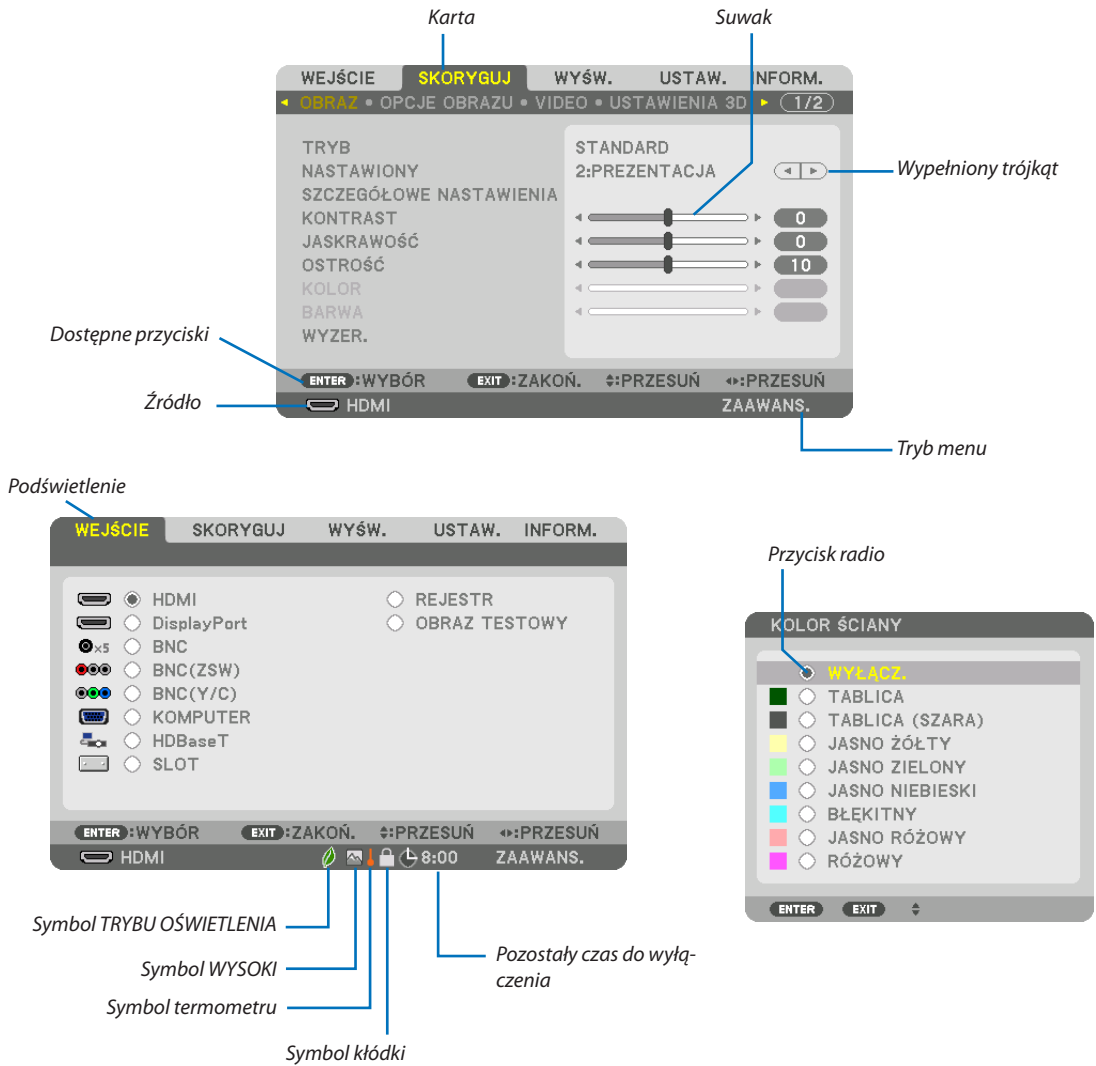 Karta Suwak
WEJŚCIE SKORYGUJ WYŚW. USTAW. INFORM.
OBRAZ • OPCJE OBRAZU • VIDEO • USTAWIENIA 3D 1/2
TRYB STANDARD
NASTAWIONY 2:PREZENTACJA
Wypełniony trójkąt
SZCZEGÓŁOWE NASTAWIENIA
KONTRAST 0
JASKRAWOŚĆ 0
OSTROŚĆ 10
KOLOR
BARWA
WYZER.
Dostępne przyciski
ENTER:WYBÓR EXIT:ZAKOŃ. :PRZESUŃ :PRZESUŃ
Źródło
HDMI ZAAWANS.
Tryb menu
Podświetlenie
WEJŚCIE SKORYGUJ WYŚW. USTAW. INFORM.
HDMI REJESTR
DisplayPort OBRAZ TESTOWY
x5 BNC
BNC(ZSW)
BNC(Y/C)
KOMPUTER
HDBaseT
SLOT
ENTER:WYBÓR EXIT:ZAKOŃ. :PRZESUŃ :PRZESUŃ
HDMI 8:00 ZAAWANS.
Symbol TRYBU OŚWIETLENIA
Symbol WYSOKI
Symbol termometru
Symbol kłódki
Pozostały czas do wyłą-
czenia
Przycisk radio
KOLOR ŚCIANY
WYŁĄCZ.
TABLICA
TABLICA (SZARA)
JASNO ŻÓŁTY
JASNO ZIELONY
JASNO NIEBIESKI
BŁĘKITNY
JASNO RÓŻOWY
RÓŻOWY
ENTER EXIT